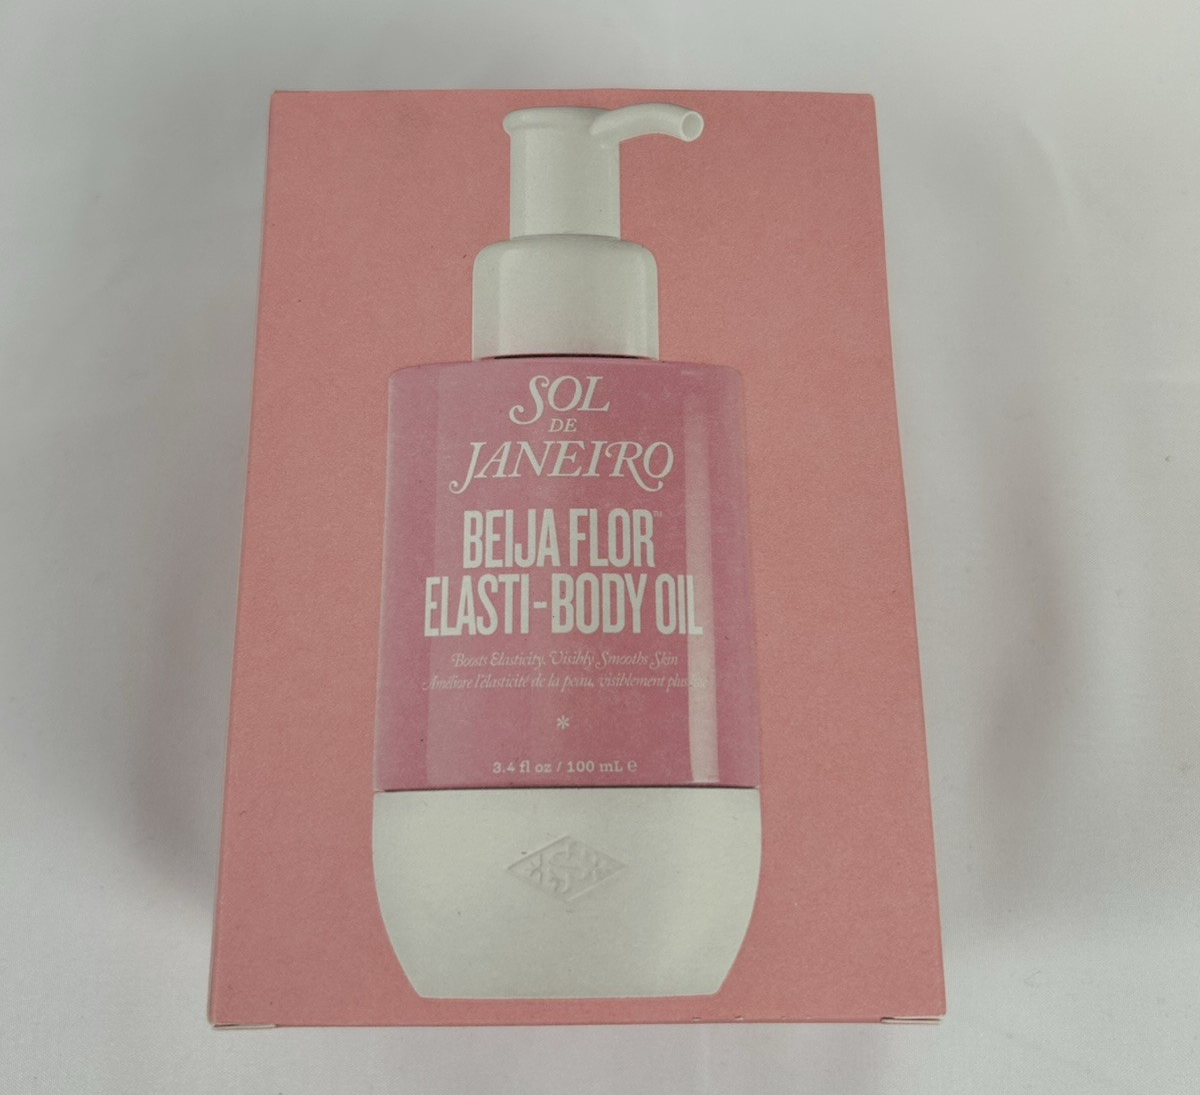 SOL
DE
JANEIRO
BEIJA FLOR™
ELASTI-BODY OIL
Boosts Elasticity, Visibly Smooths Skin
Améliore l'élasticité de la peau, visiblement plus
*
3.4 fl oz / 100 mL ℮